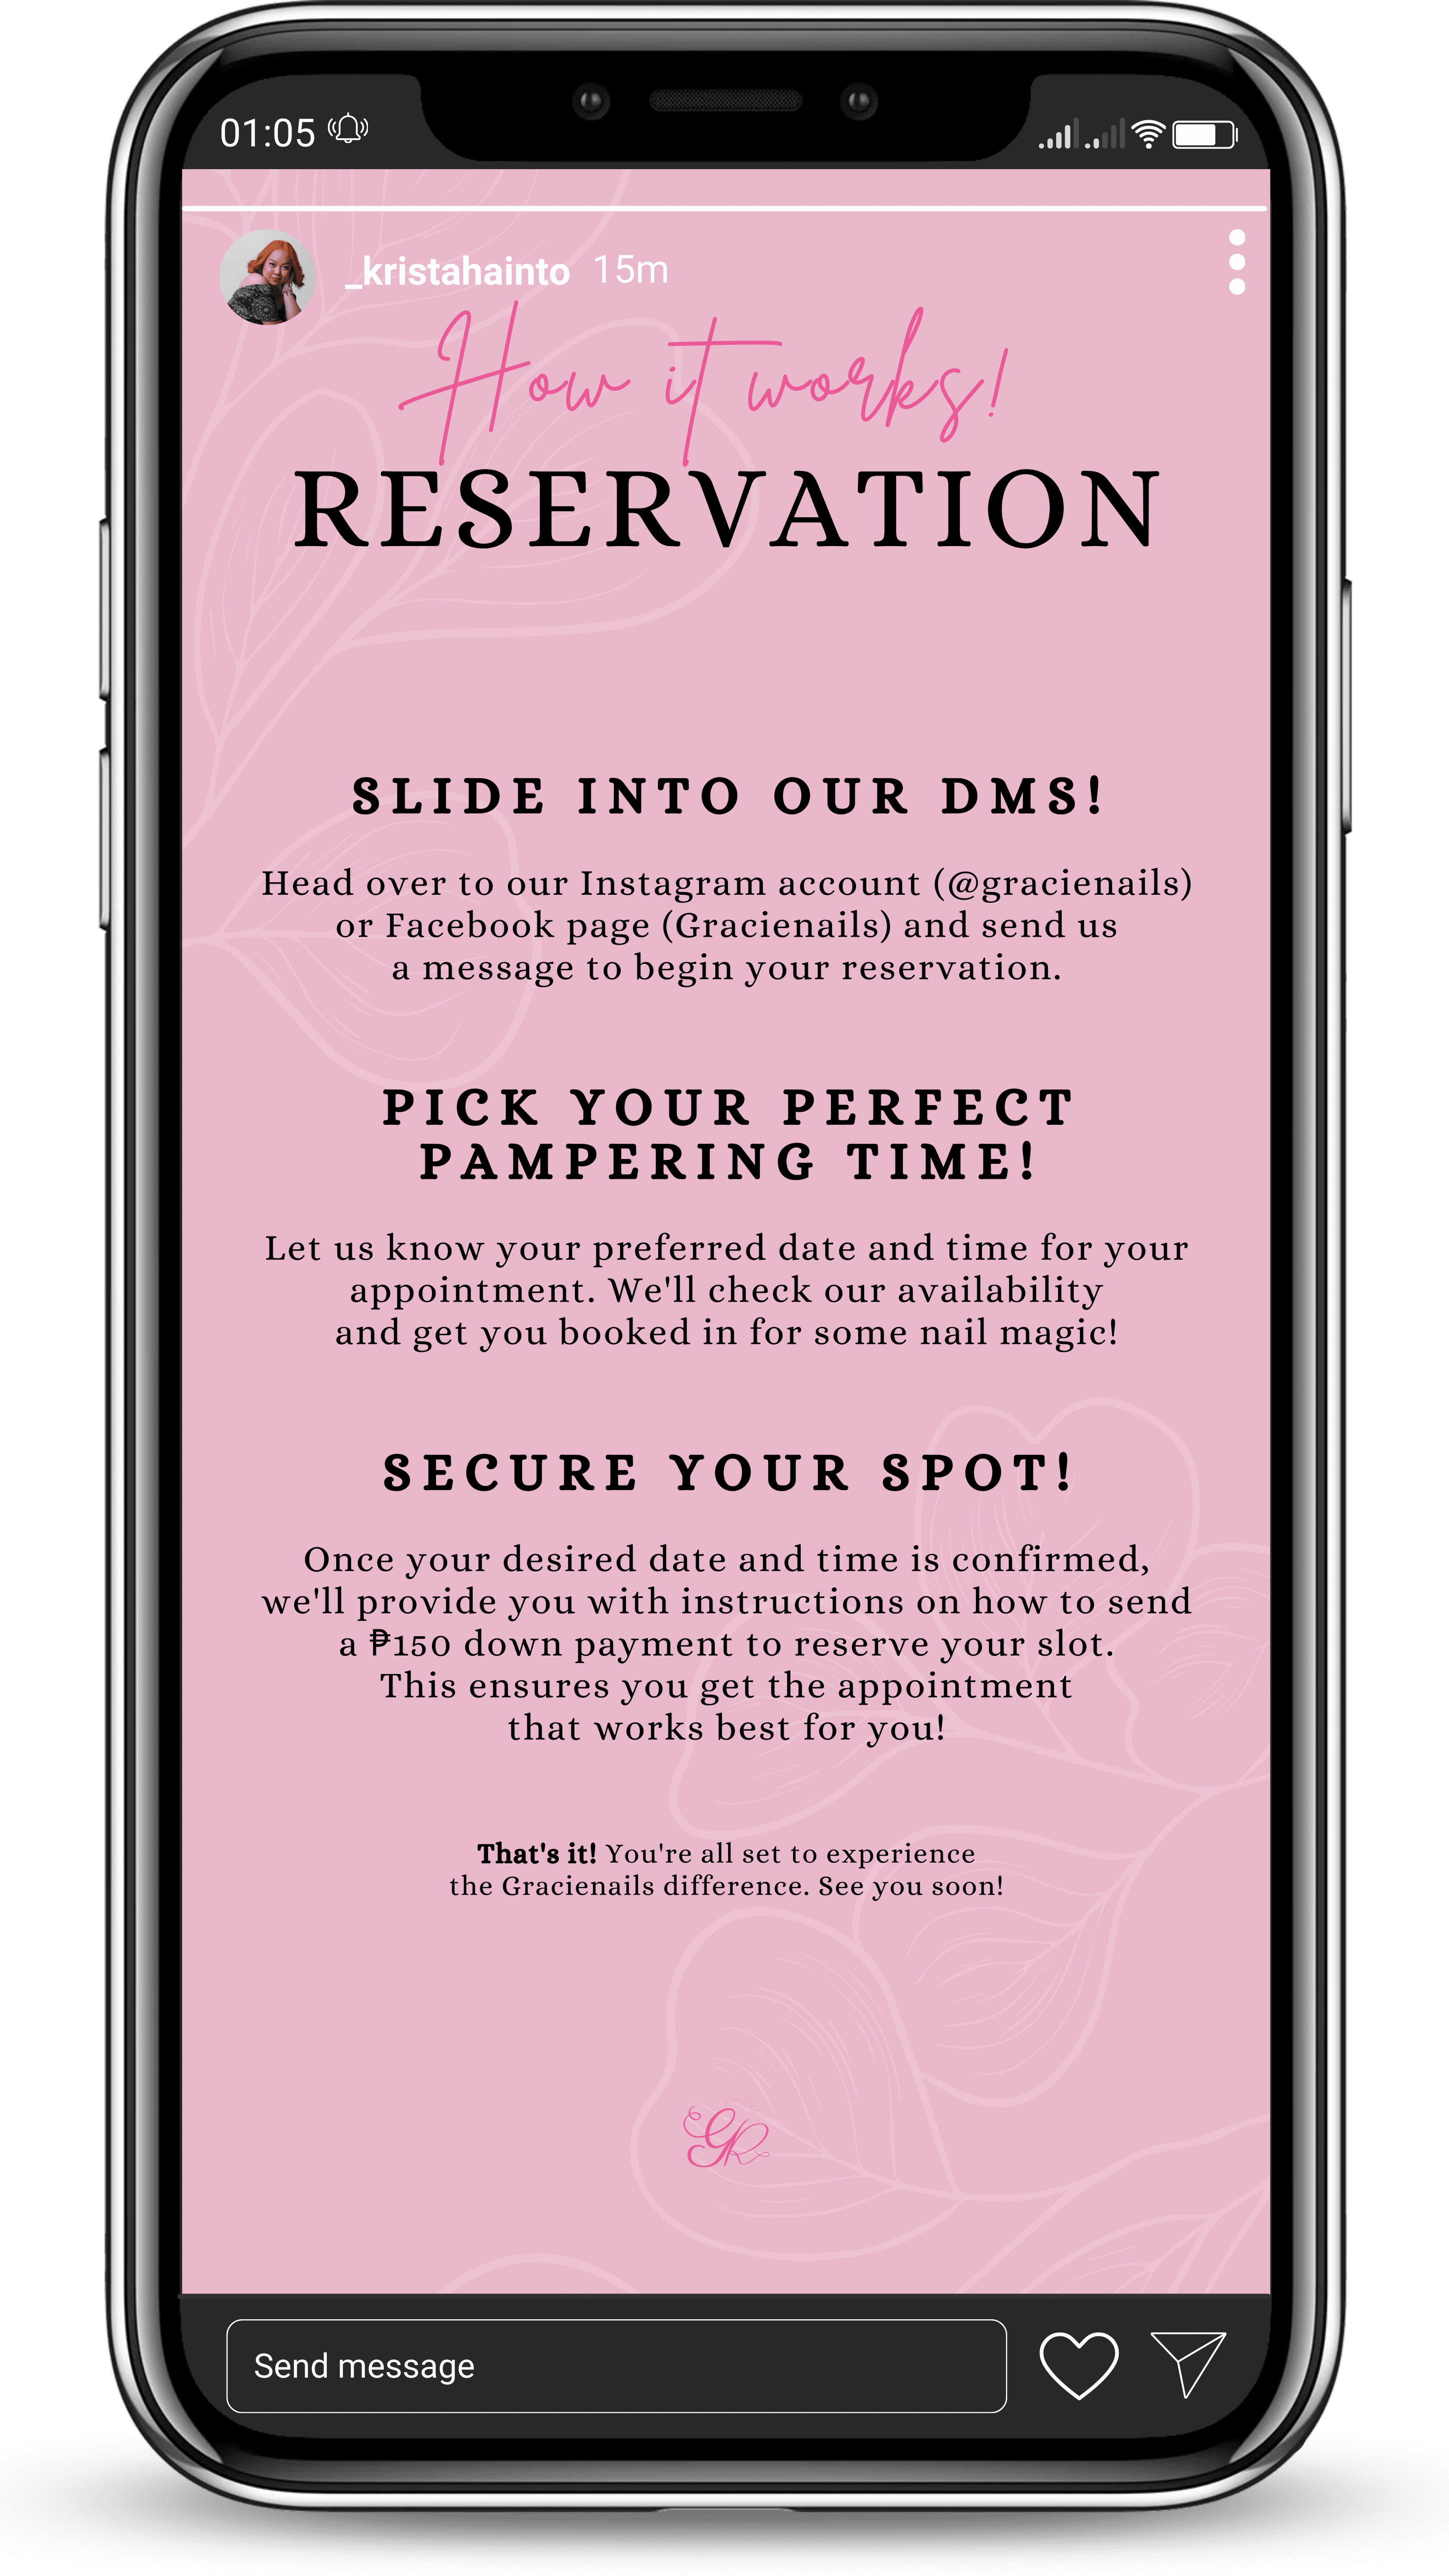 01:05
_kristahainto 15m
How it works!
RESERVATION
SLIDE INTO OUR DMS!
Head over to our Instagram account (@gracienails)
or Facebook page (Gracienails) and send us
a message to begin your reservation.
PICK YOUR PERFECT
PAMPERING TIME!
Let us know your preferred date and time for your
appointment. We'll check our availability
and get you booked in for some nail magic!
SECURE YOUR SPOT!
Once your desired date and time is confirmed,
we'll provide you with instructions on how to send
a ₱150 down payment to reserve your slot.
This ensures you get the appointment
that works best for you!
That's it! You're all set to experience
the Gracienails difference. See you soon!
GR
Send message